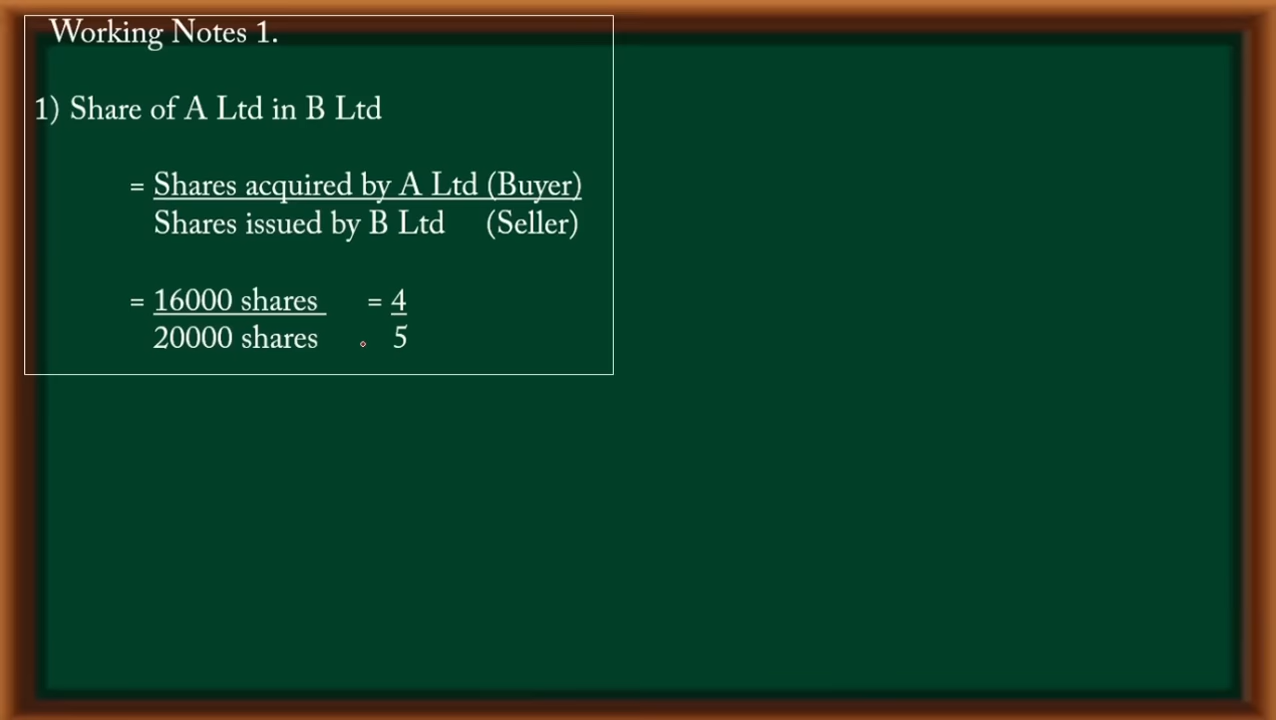 Working Notes 1.
1) Share of A Ltd in B Ltd
= Shares acquired by A Ltd (Buyer)
Shares issued by B Ltd (Seller)
= 16000 shares = 4
20000 shares 5